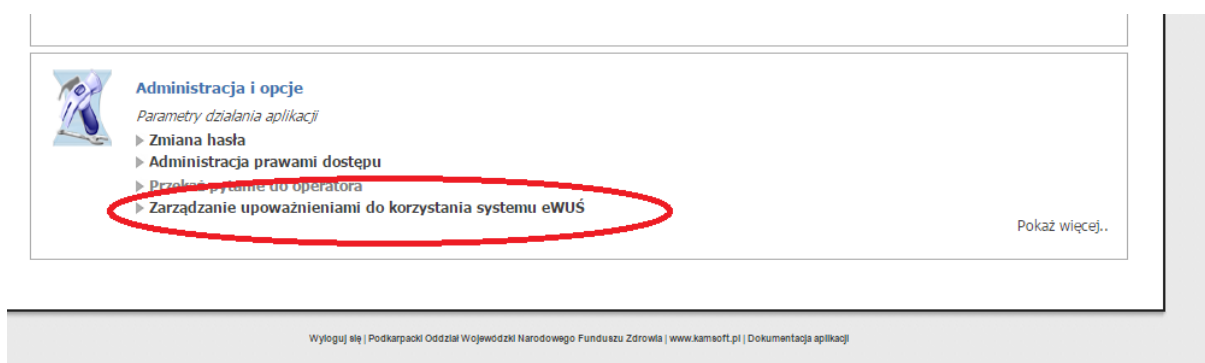 Administracja i opcje
Parametry działania aplikacji
Zmiana hasła
Administracja prawami dostępu
Przekaż pytanie do operatora
Zarządzanie upoważnieniami do korzystania systemu eWUŚ
Pokaż więcej..
Wyloguj się | Podkarpacki Oddział Wojewódzki Narodowego Funduszu Zdrowia | www.kamsoft.pl | Dokumentacja aplikacji